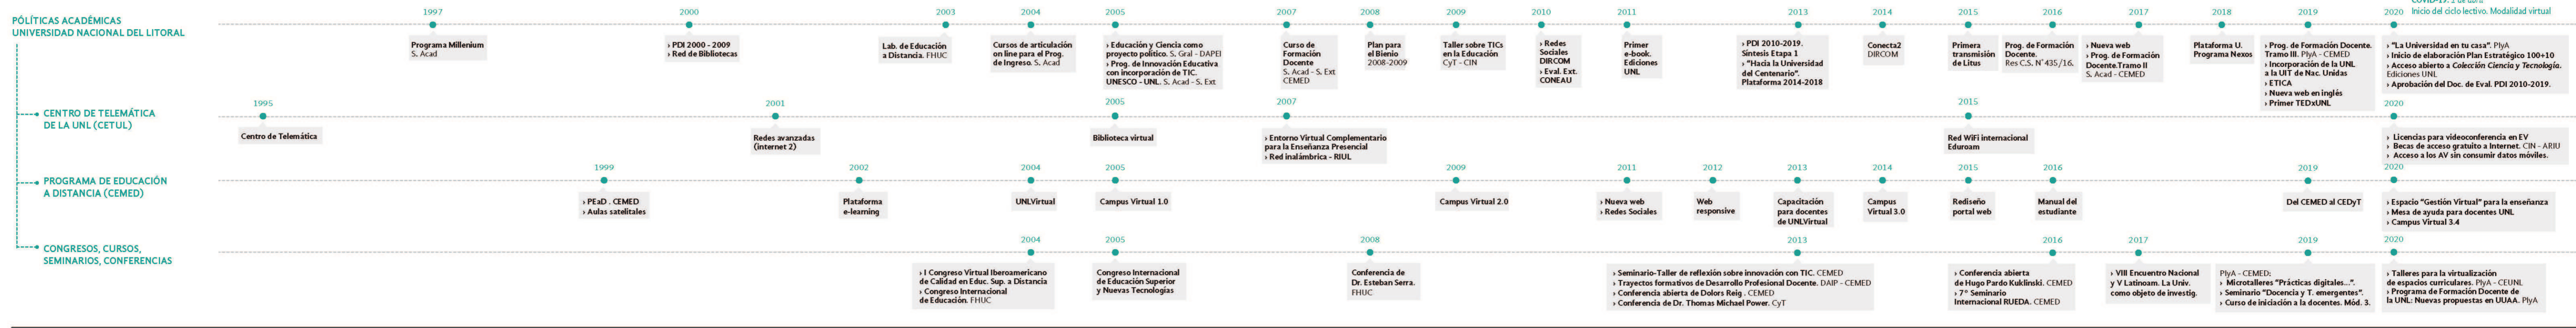 COVID-19. 2 de abril
Inicio del ciclo lectivo. Modalidad virtual
PÓLÍTICAS ACADÉMICAS
UNIVERSIDAD NACIONAL DEL LITORAL
1997
Programa Millenium
S. Acad
2000
› PDI 2000 - 2009
› Red de Bibliotecas
2003
Lab. de Educación
a Distancia. FHUC
2004
Cursos de articulación
on line para el Prog.
de Ingreso. S. Acad
2005
› Educación y Ciencia como
proyecto político. S. Gral - DAPEI
› Prog. de Innovación Educativa
con incorporación de TIC.
UNESCO - UNL. S. Acad - S. Ext
2007
Curso de
Formación
Docente
S. Acad - S. Ext
CEMED
2008
Plan para
el Bienio
2008-2009
2009
Taller sobre TICs
en la Educación
CyT - CIN
2010
› Redes
Sociales
DIRCOM
› Eval. Ext.
CONEAU
2011
Primer
e-book.
Ediciones
UNL
2013
› PDI 2010-2019.
Síntesis Etapa 1
› "Hacia la Universidad
del Centenario".
Plataforma 2014-2018
2014
Conecta2
DIRCOM
2015
Primera
transmisión
de Litus
2016
Prog. de Formación
Docente.
Res C.S. N°435/16.
2017
› Nueva web
› Prog. de Formación
Docente.Tramo II
S. Acad - CEMED
2018
Plataforma U.
Programa Nexos
2019
› Prog. de Formación Docente.
Tramo III. PlyA - CEMED
› Incorporación de la UNL
a la UIT de Nac. Unidas
› ETICA
› Nueva web en inglés
› Primer TEDxUNL
2020
› "La Universidad en tu casa". PlyA
› Inicio de elaboración Plan Estratégico 100+10
› Acceso abierto a Colección Ciencia y Tecnología.
Ediciones UNL
› Aprobación del Doc. de Eval. PDI 2010-2019.
CENTRO DE TELEMÁTICA
DE LA UNL (CETUL)
1995
Centro de Telemática
2001
Redes avanzadas
(internet 2)
2005
Biblioteca virtual
2007
› Entorno Virtual Complementario
para la Enseñanza Presencial
› Red inalámbrica - RIUL
2015
Red WiFi internacional
Eduroam
2020
› Licencias para videoconferencia en EV
› Becas de acceso gratuito a Internet. CIN - ARIU
› Acceso a los AV sin consumir datos móviles.
PROGRAMA DE EDUCACIÓN
A DISTANCIA (CEMED)
1999
› PEaD . CEMED
› Aulas satelitales
2002
Plataforma
e-learning
2004
UNLVirtual
2005
Campus Virtual 1.0
2009
Campus Virtual 2.0
2011
› Nueva web
› Redes Sociales
2012
Web
responsive
2013
Capacitación
para docentes
de UNLVirtual
2014
Campus
Virtual 3.0
2015
Rediseño
portal web
2016
Manual del
estudiante
2019
Del CEMED al CEDyT
2020
› Espacio "Gestión Virtual" para la enseñanza
› Mesa de ayuda para docentes UNL
› Campus Virtual 3.4
CONGRESOS, CURSOS,
SEMINARIOS, CONFERENCIAS
2004
› I Congreso Virtual Iberoamericano
de Calidad en Educ. Sup. a Distancia
› Congreso Internacional
de Educación. FHUC
2005
Congreso Internacional
de Educación Superior
y Nuevas Tecnologías
2008
Conferencia de
Dr. Esteban Serra.
FHUC
2013
› Seminario-Taller de reflexión sobre innovación con TIC. CEMED
› Trayectos formativos de Desarrollo Profesional Docente. DAIP - CEMED
› Conferencia abierta de Dolors Reig . CEMED
› Conferencia de Dr. Thomas Michael Power. CyT
2016
› Conferencia abierta
de Hugo Pardo Kuklinski. CEMED
› 7° Seminario
Internacional RUEDA. CEMED
2017
› VIII Encuentro Nacional
y V Latinoam. La Univ.
como objeto de investig.
2019
PlyA - CEMED:
› Microtalleres "Prácticas digitales...".
› Seminario "Docencia y T. emergentes".
› Curso de iniciación a la docentes. Mód. 3.
2020
› Talleres para la virtualización
de espacios curriculares. PlyA - CEUNL
› Programa de Formación Docente de
la UNL: Nuevas propuestas en UUAA. PlyA